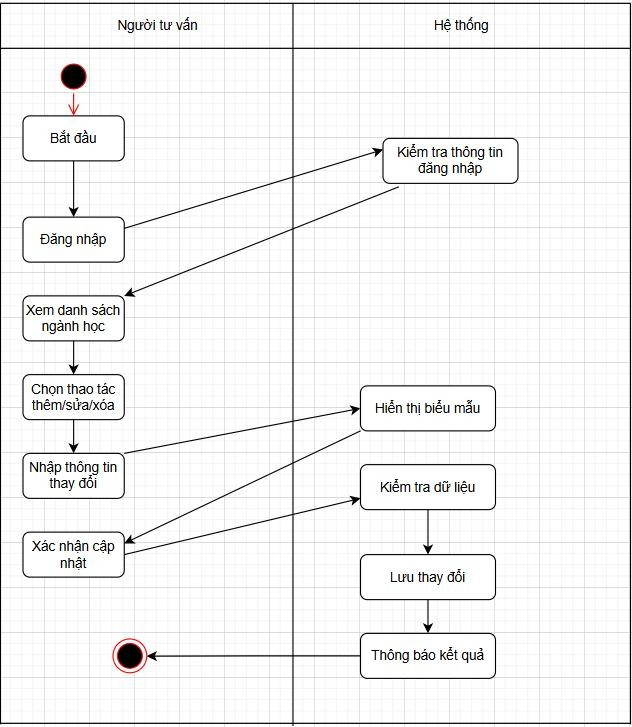 Người tư vấn
Hệ thống
Bắt đầu
Kiểm tra thông tin
đăng nhập
Đăng nhập
Xem danh sách
ngành học
Chọn thao tác
thêm/sửa/xóa
Hiển thị biểu mẫu
Nhập thông tin
thay đổi
Kiểm tra dữ liệu
Xác nhận cập
nhật
Lưu thay đổi
Thông báo kết quả